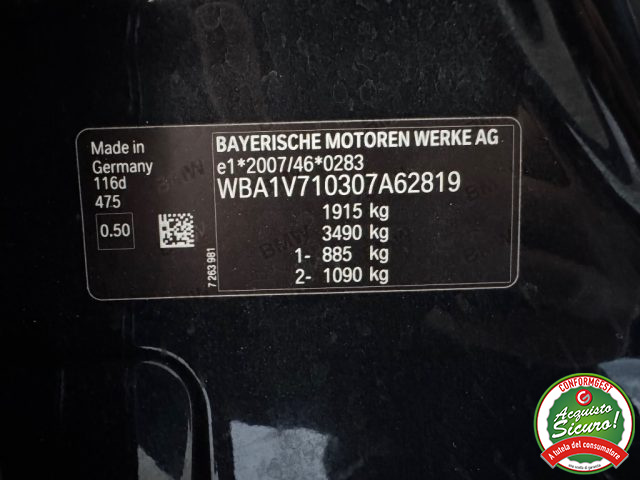 Made in
Germany
116d
475
0.50
7 263 981
BAYERISCHE MOTOREN WERKE AG
e1*2007/46*0283
WBA1V710307A62819
1915 kg
3490 kg
1- 885 kg
2- 1090 kg
CONFORMGEST
Acquisto
Sicuro!
A tutela del consumatore